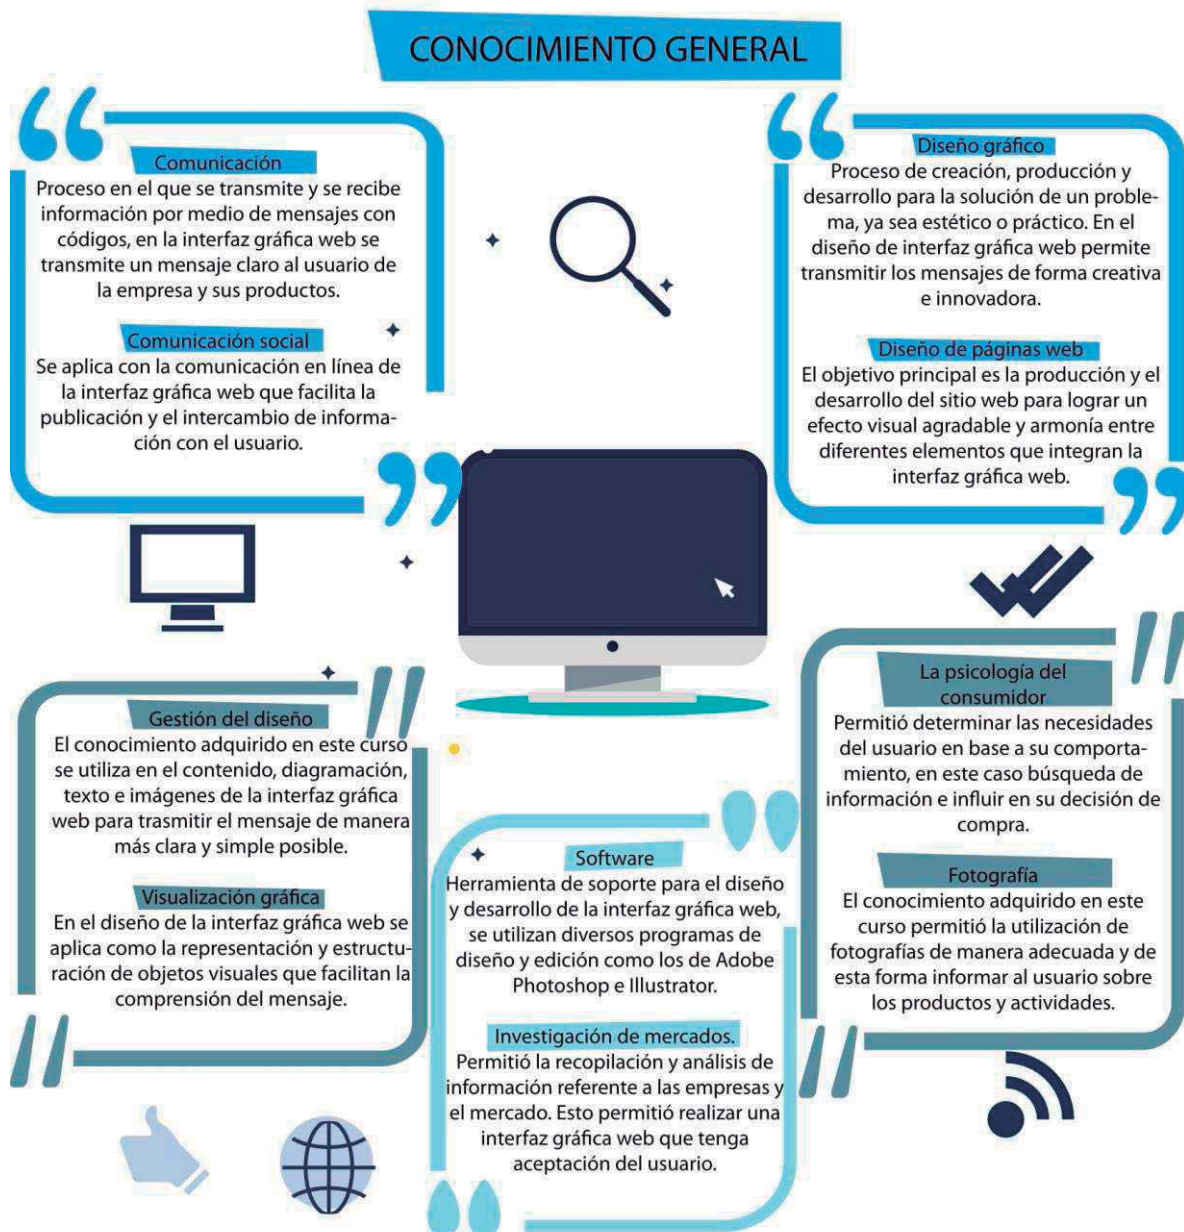 CONOCIMIENTO GENERAL
Comunicación
Proceso en el que se transmite y se recibe
información por medio de mensajes con
códigos, en la interfaz gráfica web se
transmite un mensaje claro al usuario de
la empresa y sus productos.
Comunicación social
Se aplica con la comunicación en línea de
la interfaz gráfica web que facilita la
publicación y el intercambio de informa-
ción con el usuario.
Diseño gráfico
Proceso de creación, producción y
desarrollo para la solución de un proble-
ma, ya sea estético o práctico. En el
diseño de interfaz gráfica web permite
transmitir los mensajes de forma creativa
e innovadora.
Diseño de páginas web
El objetivo principal es la producción y el
desarrollo del sitio web para lograr un
efecto visual agradable y armonía entre
diferentes elementos que integran la
interfaz gráfica web.
Gestión del diseño
El conocimiento adquirido en este curso
se utiliza en el contenido, diagramación,
texto e imágenes de la interfaz gráfica
web para trasmitir el mensaje de manera
más clara y simple posible.
Visualización gráfica
En el diseño de la interfaz gráfica web se
aplica como la representación y estructu-
ración de objetos visuales que facilitan la
comprensión del mensaje.
Software
Herramienta de soporte para el diseño
y desarrollo de la interfaz gráfica web,
se utilizan diversos programas de
diseño y edición como los de Adobe
Photoshop e Illustrator.
Investigación de mercados.
Permitió la recopilación y análisis de
información referente a las empresas y
el mercado. Esto permitió realizar una
interfaz gráfica web que tenga
aceptación del usuario.
La psicología del
consumidor
Permitió determinar las necesidades
del usuario en base a su comporta-
miento, en este caso búsqueda de
información e influir en su decisión de
compra.
Fotografía
El conocimiento adquirido en este
curso permitió la utilización de
fotografías de manera adecuada y de
esta forma informar al usuario sobre
los productos y actividades.